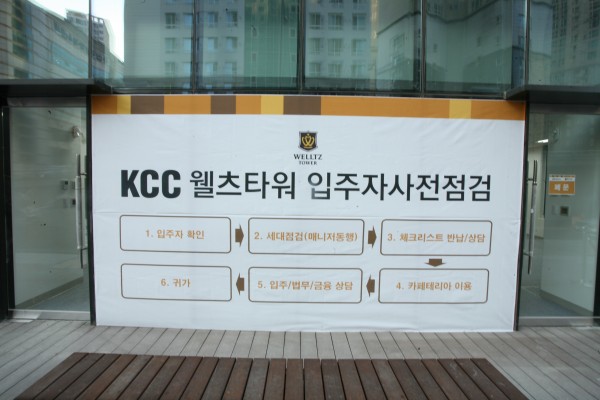 WELLTZ
TOWER
KCC 웰츠타워 입주자사전점검
1. 입주자 확인
2. 세대점검(매니저동행)
3. 체크리스트 반납/상담
4. 카페테리아 이용
5. 입주/법무/금융 상담
6. 귀가